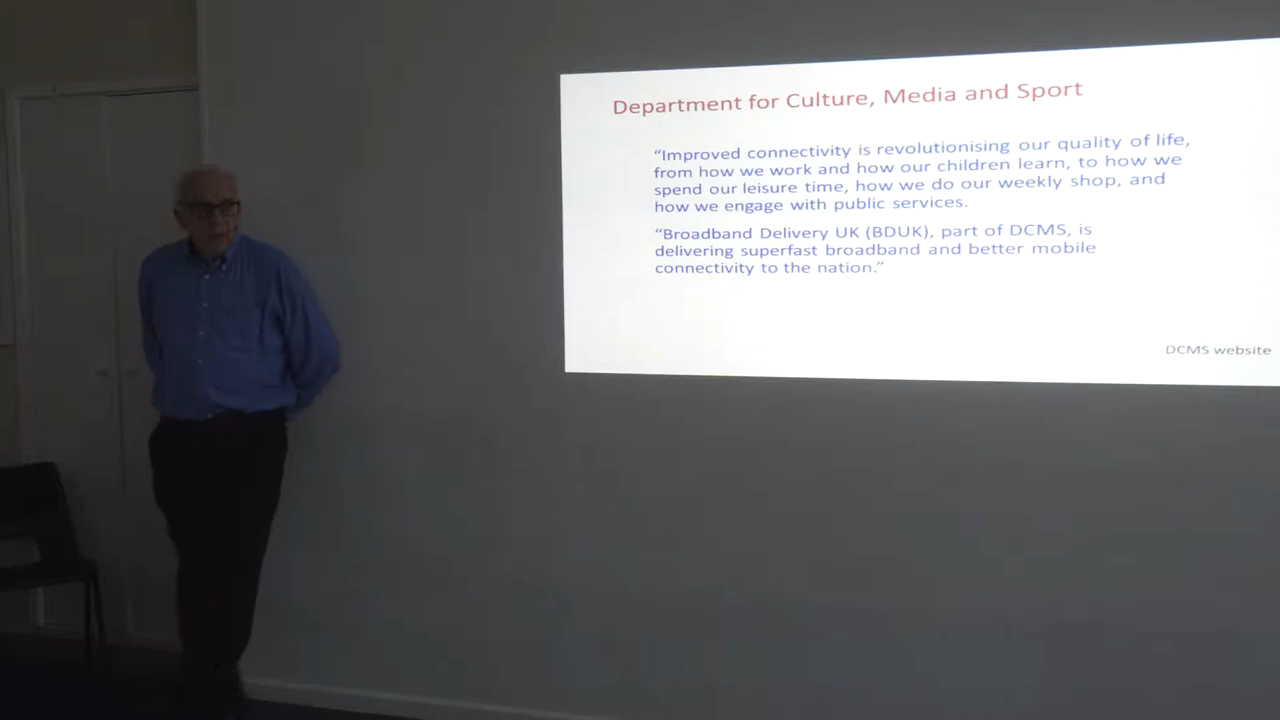 Department for Culture, Media and Sport
“Improved connectivity is revolutionising our quality of life,
from how we work and how our children learn, to how we
spend our leisure time, how we do our weekly shop, and
how we engage with public services.
“Broadband Delivery UK (BDUK), part of DCMS, is
delivering superfast broadband and better mobile
connectivity to the nation.”
DCMS website